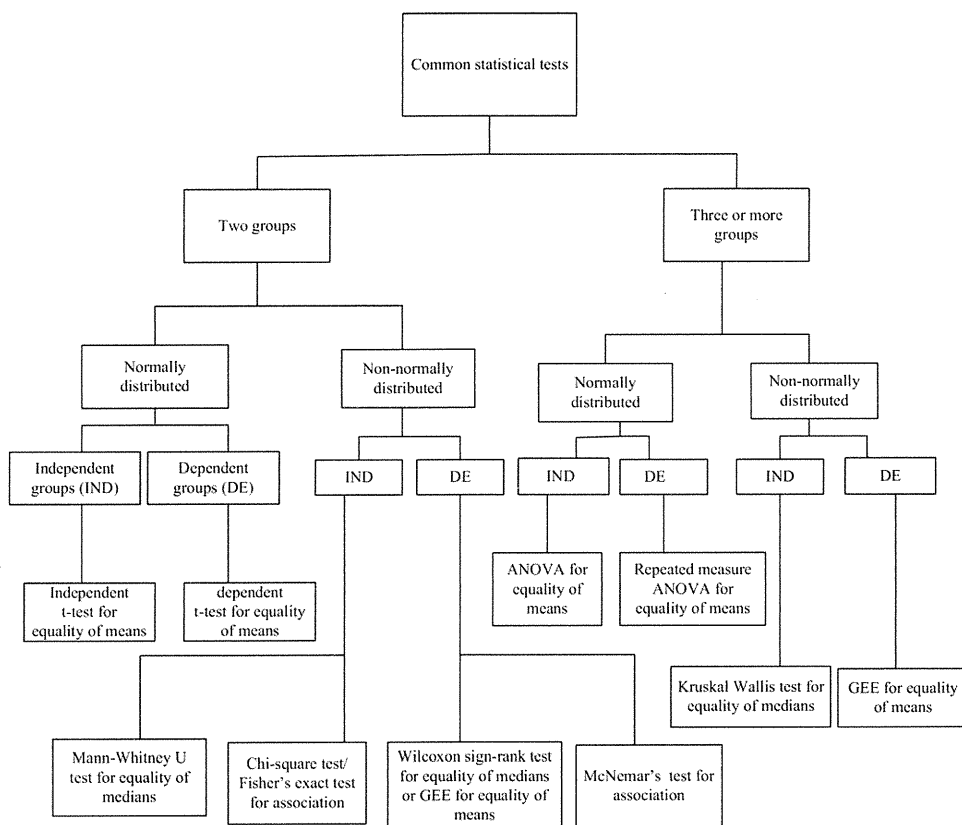 Common statistical tests
Two groups
Three or more
groups
Normally
distributed
Non-normally
distributed
Normally
distributed
Non-normally
distributed
Independent
groups (IND)
Dependent
groups (DE)
IND
DE
IND
DE
IND
DE
Independent
t-test for
equality of means
dependent
t-test for equality
of means
ANOVA for
equality of
means
Repeated measure
ANOVA for
equality of means
Kruskal Wallis test for
equality of medians
GEE for equality
of means
Mann-Whitney U
test for equality of
medians
Chi-square test/
Fisher's exact test
for association
Wilcoxon sign-rank test
for equality of medians
or GEE for equality of
means
McNemar's test for
association